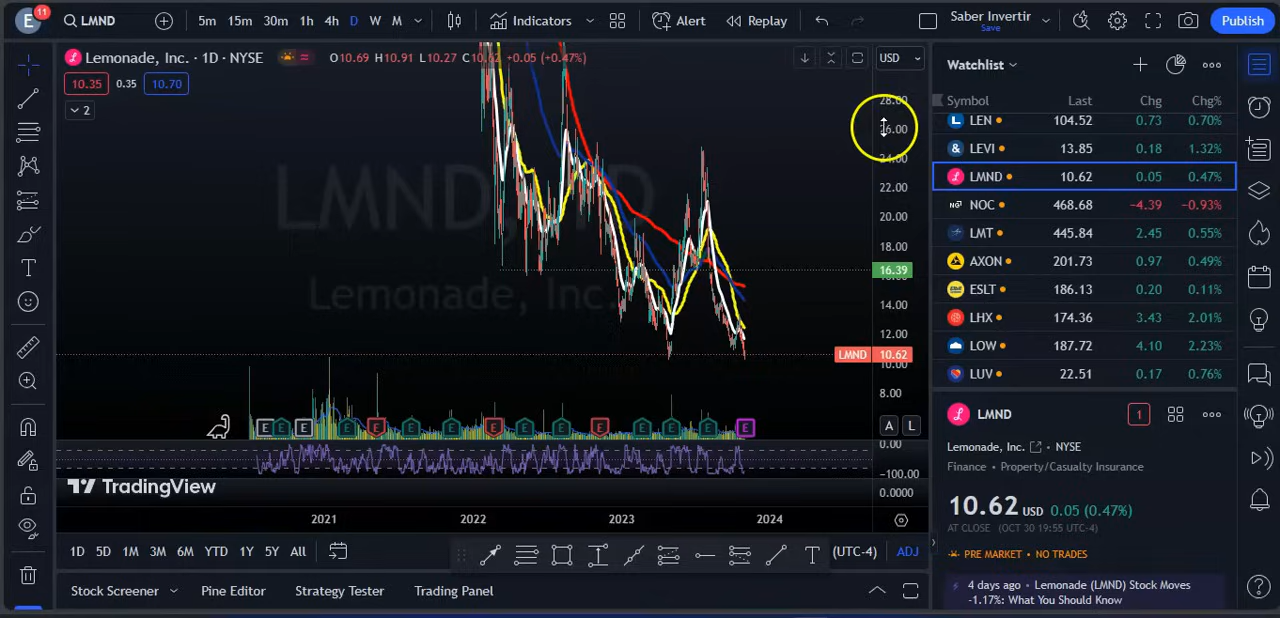 E 11 LMND 5m 15m 30m 1h 4h D W M Indicators Alert Replay Saber Invertir Save Publish
Lemonade, Inc. · 1D · NYSE O10.69 H10.91 L10.27 C10.62 +0.05 (+0.47%) USD
10.35 0.35 10.70
2
LMND, 1D
Lemonade, Inc.
28.00
26.00
24.00
22.00
20.00
18.00
16.39
14.00
12.00
LMND 10.62
10.00
8.00
A L
E E E E E E E E E E E E E E
0.00
-100.00
0.0000
TradingView
2021 2022 2023 2024
1D 5D 1M 3M 6M YTD 1Y 5Y All T (UTC-4) ADJ
Stock Screener Pine Editor Strategy Tester Trading Panel
Watchlist
Symbol Last Chg Chg%
LEN 104.52 0.73 0.70%
LEVI 13.85 0.18 1.32%
LMND 10.62 0.05 0.47%
NOC 468.68 −4.39 −0.93%
LMT 445.84 2.45 0.55%
AXON 201.73 0.97 0.49%
ESLT 186.13 0.20 0.11%
LHX 174.36 3.43 2.01%
LOW 187.72 4.10 2.23%
LUV 22.51 0.17 0.76%
LMND 1
Lemonade, Inc. · NYSE
Finance · Property/Casualty Insurance
10.62 USD 0.05 (0.47%)
AT CLOSE (OCT 30 19:55 UTC-4)
PRE MARKET · NO TRADES
4 days ago · Lemonade (LMND) Stock Moves
-1.17%: What You Should Know